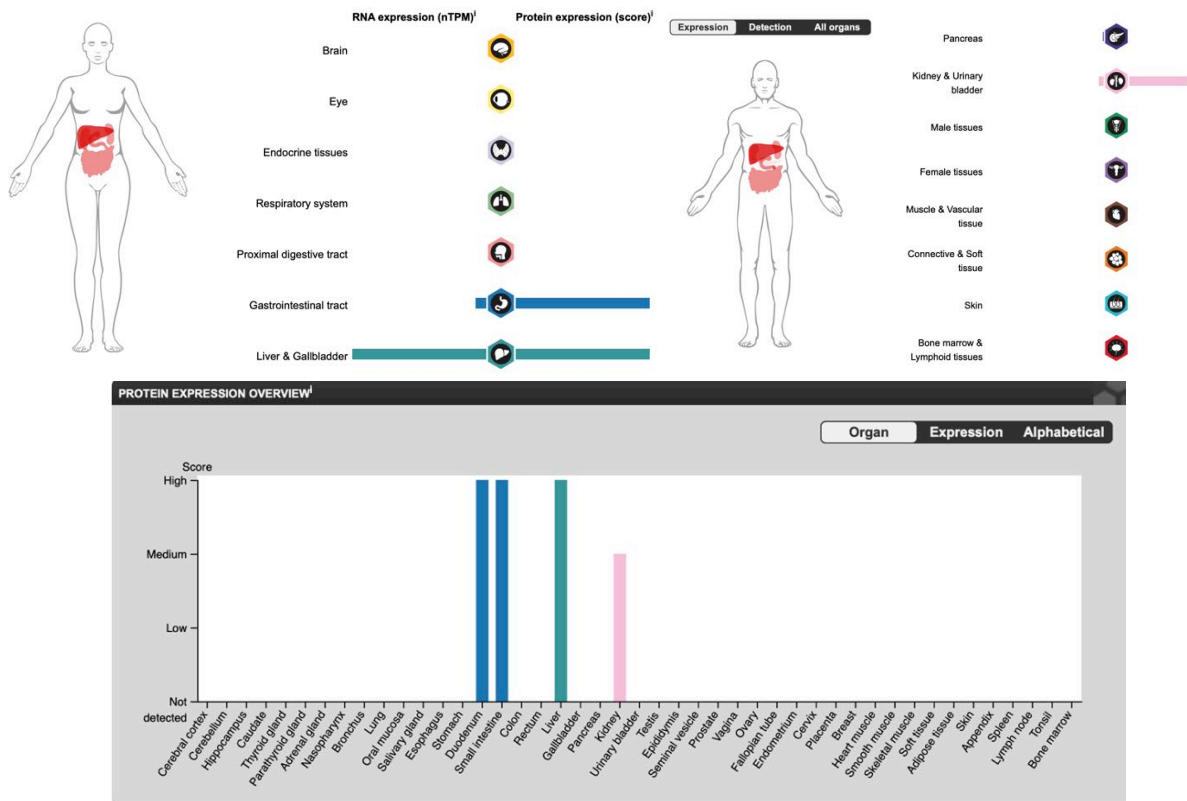 RNA expression (nTPM)i
Protein expression (score)i
Brain
Eye
Endocrine tissues
Respiratory system
Proximal digestive tract
Gastrointestinal tract
Liver & Gallbladder
Expression Detection All organs
Pancreas
Kidney & Urinary
bladder
Male tissues
Female tissues
Muscle & Vascular
tissue
Connective & Soft
tissue
Skin
Bone marrow &
Lymphoid tissues
PROTEIN EXPRESSION OVERVIEWi
Organ Expression Alphabetical
Score
High
Medium
Low
Not
detected
Cerebral cortex
Cerebellum
Hippocampus
Caudate
Thyroid gland
Parathyroid gland
Adrenal gland
Nasopharynx
Bronchus
Lung
Oral mucosa
Salivary gland
Esophagus
Stomach
Duodenum
Small intestine
Colon
Rectum
Liver
Gallbladder
Pancreas
Kidney
Urinary bladder
Testis
Epididymis
Seminal vesicle
Prostate
Vagina
Ovary
Fallopian tube
Endometrium
Cervix
Placenta
Breast
Heart muscle
Smooth muscle
Skeletal muscle
Soft tissue
Adipose tissue
Skin
Appendix
Spleen
Lymph node
Tonsil
Bone marrow